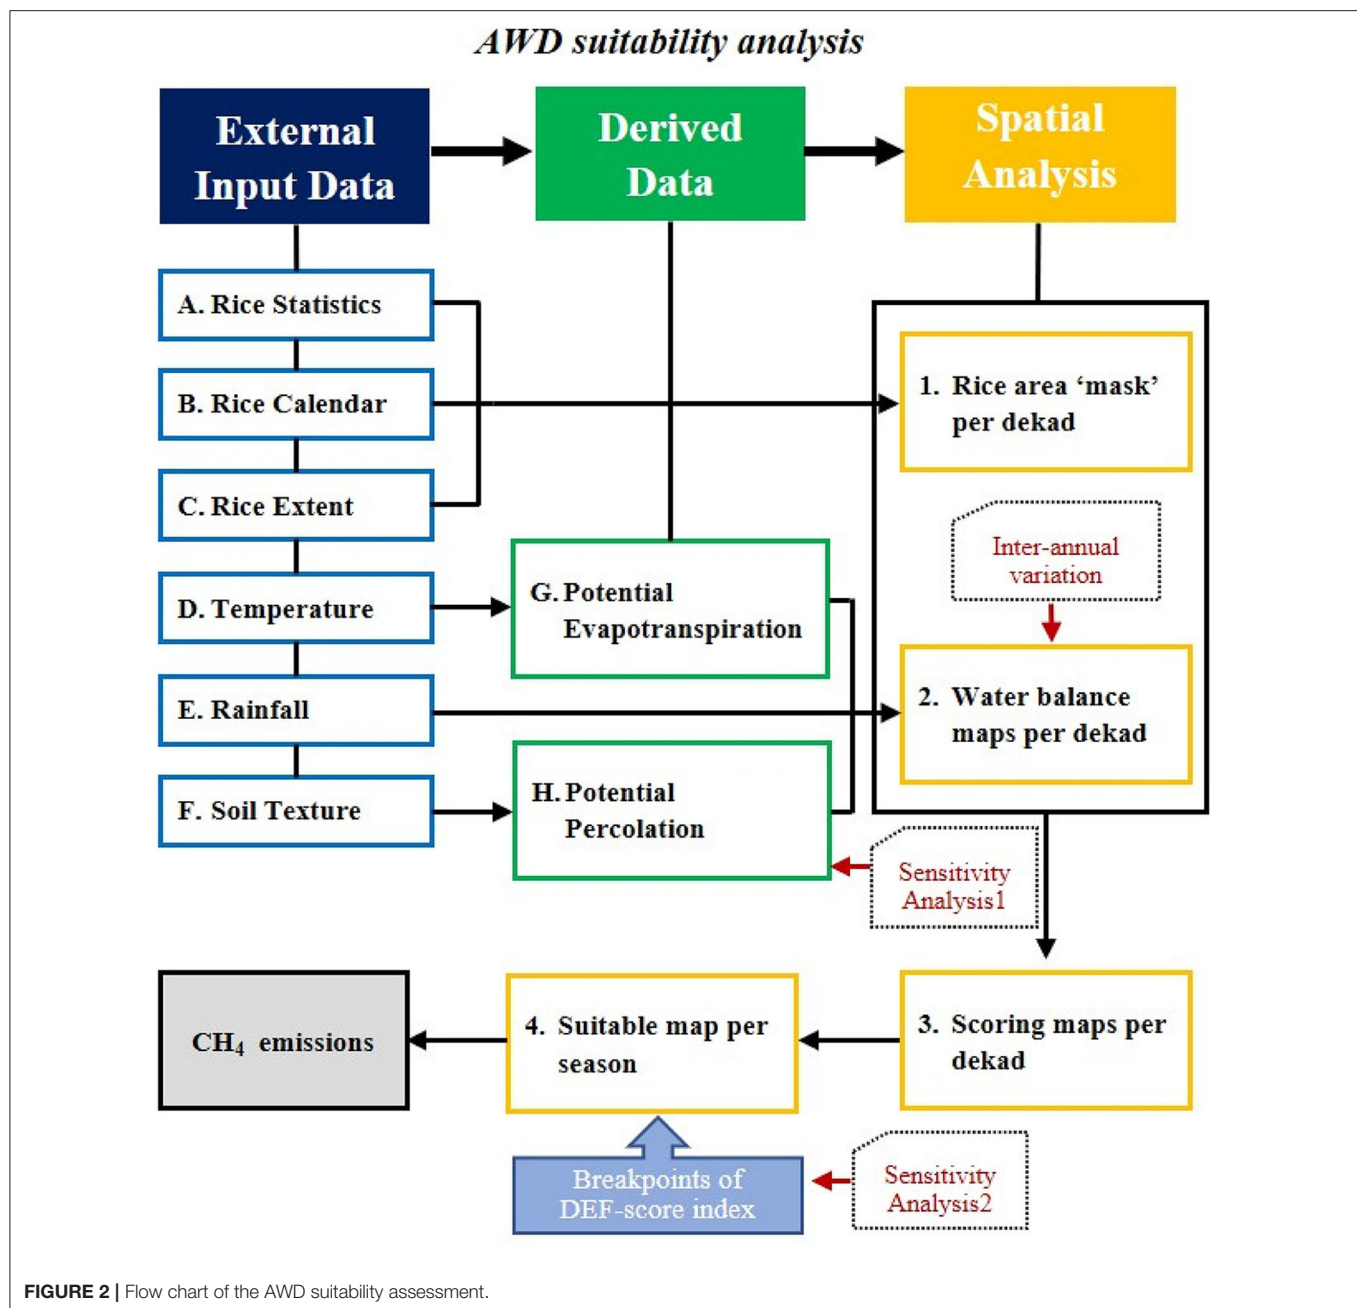 AWD suitability analysis
External
Input Data
Derived
Data
Spatial
Analysis
A. Rice Statistics
B. Rice Calendar
C. Rice Extent
D. Temperature
E. Rainfall
F. Soil Texture
G. Potential
Evapotranspiration
H. Potential
Percolation
1. Rice area ‘mask’
per dekad
Inter-annual
variation
2. Water balance
maps per dekad
Sensitivity
Analysis1
3. Scoring maps per
dekad
4. Suitable map per
season
CH₄ emissions
Breakpoints of
DEF-score index
Sensitivity
Analysis2
FIGURE 2 | Flow chart of the AWD suitability assessment.